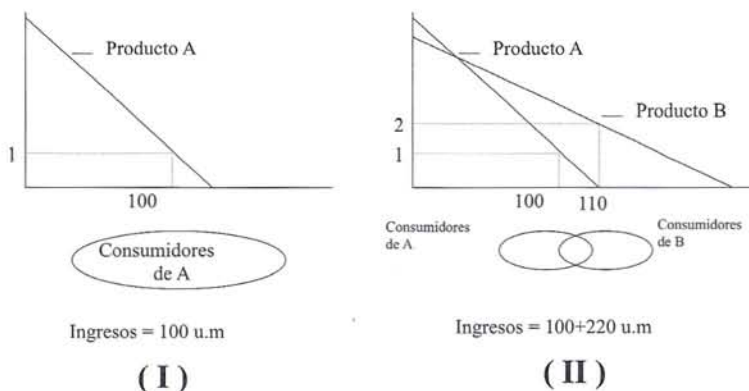 Producto A
1
100
Consumidores
de A
Ingresos = 100 u.m
( I )
Producto A
Producto B
2
1
100
110
Consumidores
de A
Consumidores
de B
Ingresos = 100+220 u.m
( II )